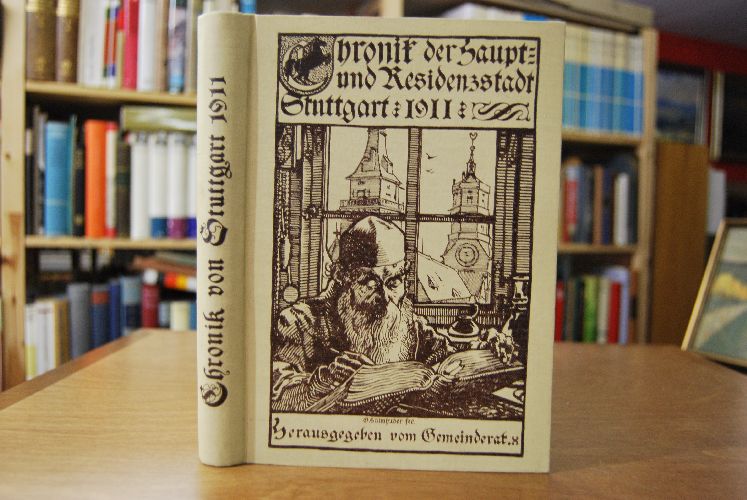 Chronik der Haupt=
und Residenzstadt
Stuttgart : 1911 :
Herausgegeben vom Gemeinderat.
Chronik von Stuttgart 1911